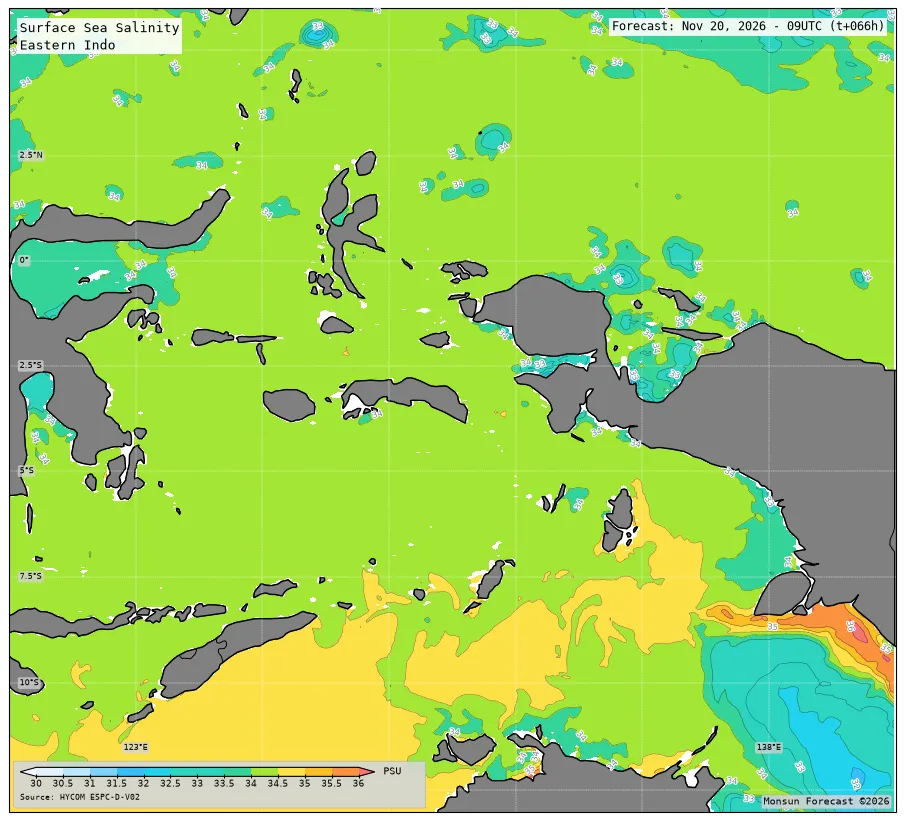 Surface Sea Salinity
Eastern Indo
Forecast: Nov 20, 2026 - 09UTC (t+066h)
2.5°N
0°
2.5°S
5°S
7.5°S
10°S
123°E
138°E
30 30.5 31 31.5 32 32.5 33 33.5 34 34.5 35 35.5 36 PSU
Source: HYCOM ESPC-D-V02
Monsun Forecast ©2026